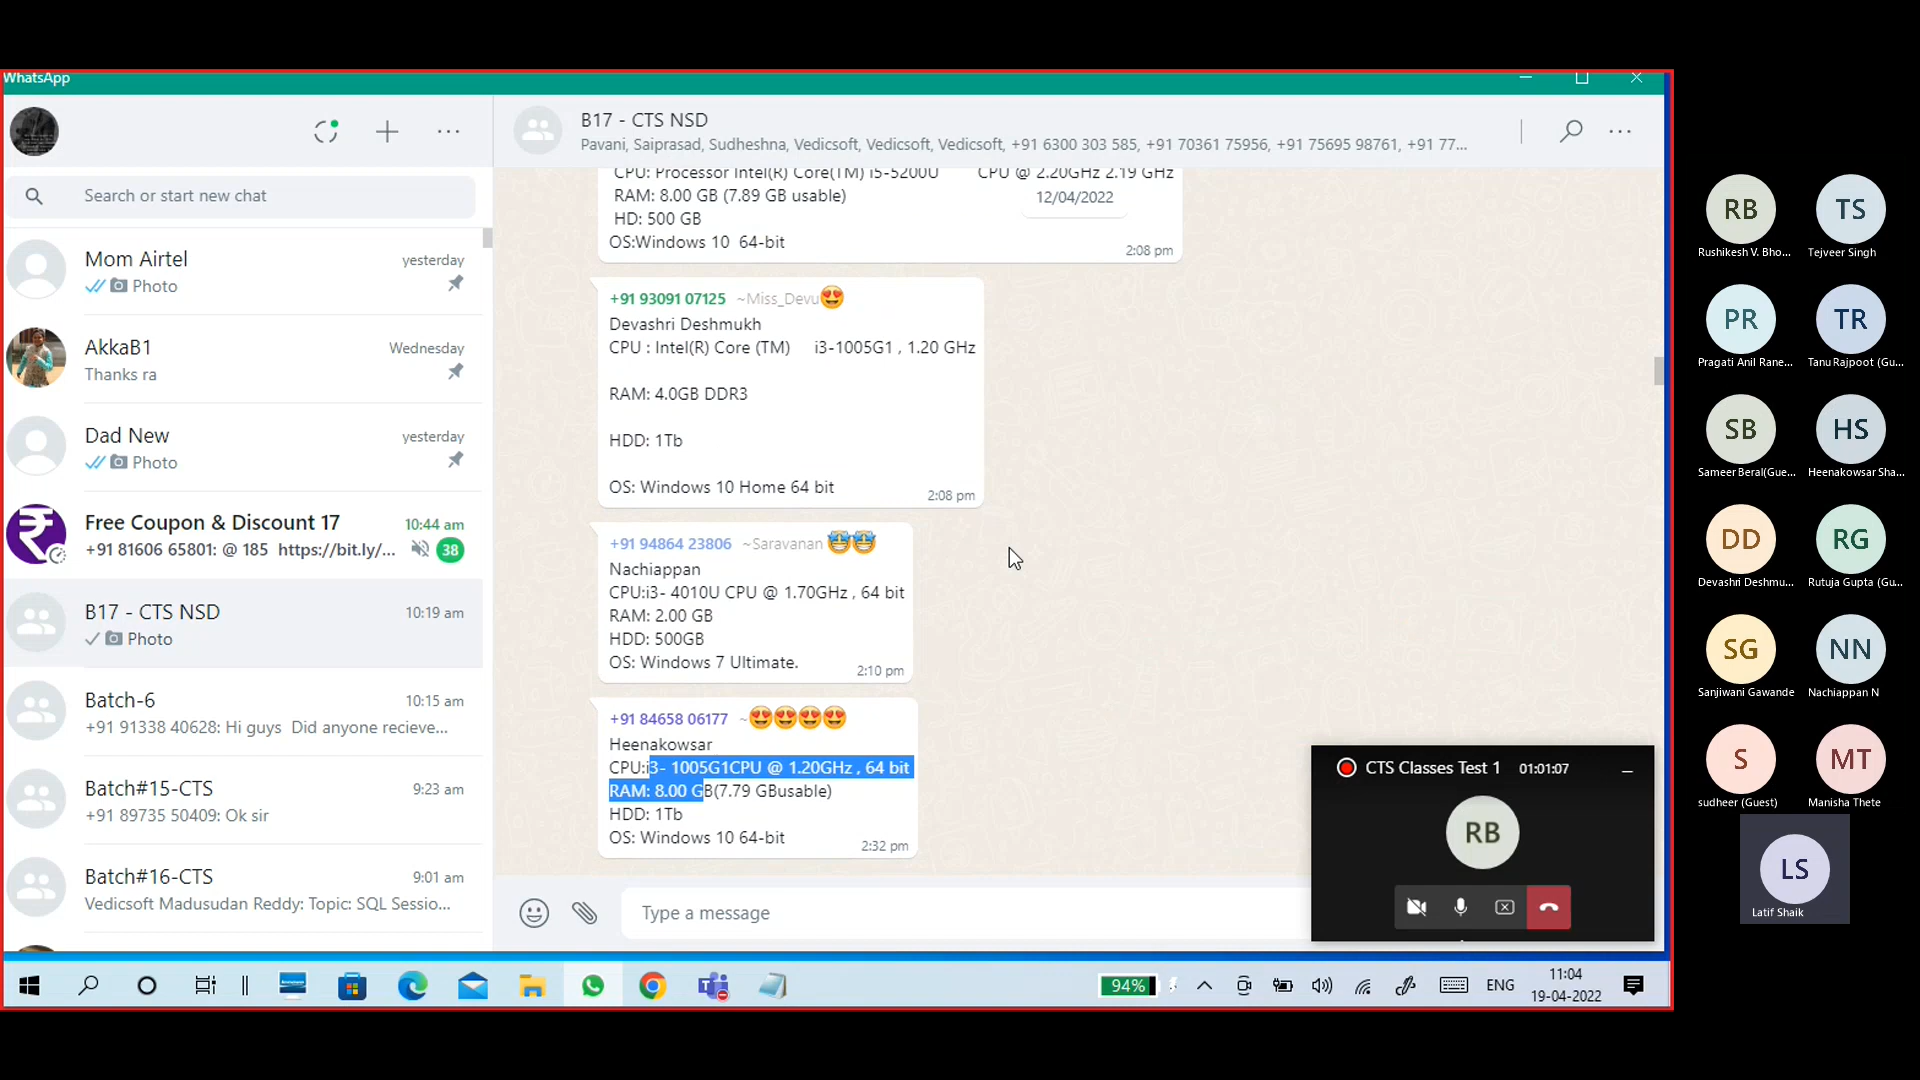 WhatsApp
Search or start new chat
Mom Airtel
yesterday
Photo
AkkaB1
Wednesday
Thanks ra
Dad New
yesterday
Photo
Free Coupon & Discount 17
10:44 am
+91 81606 65801: @ 185 https://bit.ly/...
38
B17 - CTS NSD
10:19 am
Photo
Batch-6
10:15 am
+91 91338 40628: Hi guys Did anyone recieve...
Batch#15-CTS
9:23 am
+91 89735 50409: Ok sir
Batch#16-CTS
9:01 am
Vedicsoft Madusudan Reddy: Topic: SQL Sessio...
B17 - CTS NSD
Pavani, Saiprasad, Sudheshna, Vedicsoft, Vedicsoft, Vedicsoft, +91 6300 303 585, +91 70361 75956, +91 75695 98761, +91 77...
CPU: Processor Intel(R) Core(TM) i5-5200U CPU @ 2.20GHz 2.19 GHz
RAM: 8.00 GB (7.89 GB usable)
12/04/2022
HD: 500 GB
OS:Windows 10 64-bit
2:08 pm
+91 93091 07125 ~Miss_Devu😍
Devashri Deshmukh
CPU : Intel(R) Core (TM) i3-1005G1 , 1.20 GHz
RAM: 4.0GB DDR3
HDD: 1Tb
OS: Windows 10 Home 64 bit
2:08 pm
+91 94864 23806 ~Saravanan 🤩🤩
Nachiappan
CPU:i3- 4010U CPU @ 1.70GHz , 64 bit
RAM: 2.00 GB
HDD: 500GB
OS: Windows 7 Ultimate.
2:10 pm
+91 84658 06177 ~😍😍😍😍
Heenakowsar
CPU:i3- 1005G1CPU @ 1.20GHz , 64 bit
RAM: 8.00 GB(7.79 GBusable)
HDD: 1Tb
OS: Windows 10 64-bit
2:32 pm
Type a message
CTS Classes Test 1
01:01:07
RB
94%
ENG
11:04
19-04-2022
RB
Rushikesh V. Bho...
TS
Tejveer Singh
PR
Pragati Anil Rane...
TR
Tanu Rajpoot (Gu...
SB
Sameer Beral(Gue...
HS
Heenakowsar Sha...
DD
Devashri Deshmu...
RG
Rutuja Gupta (Gu...
SG
Sanjiwani Gawande
NN
Nachiappan N
S
sudheer (Guest)
MT
Manisha Thete
LS
Latif Shaik